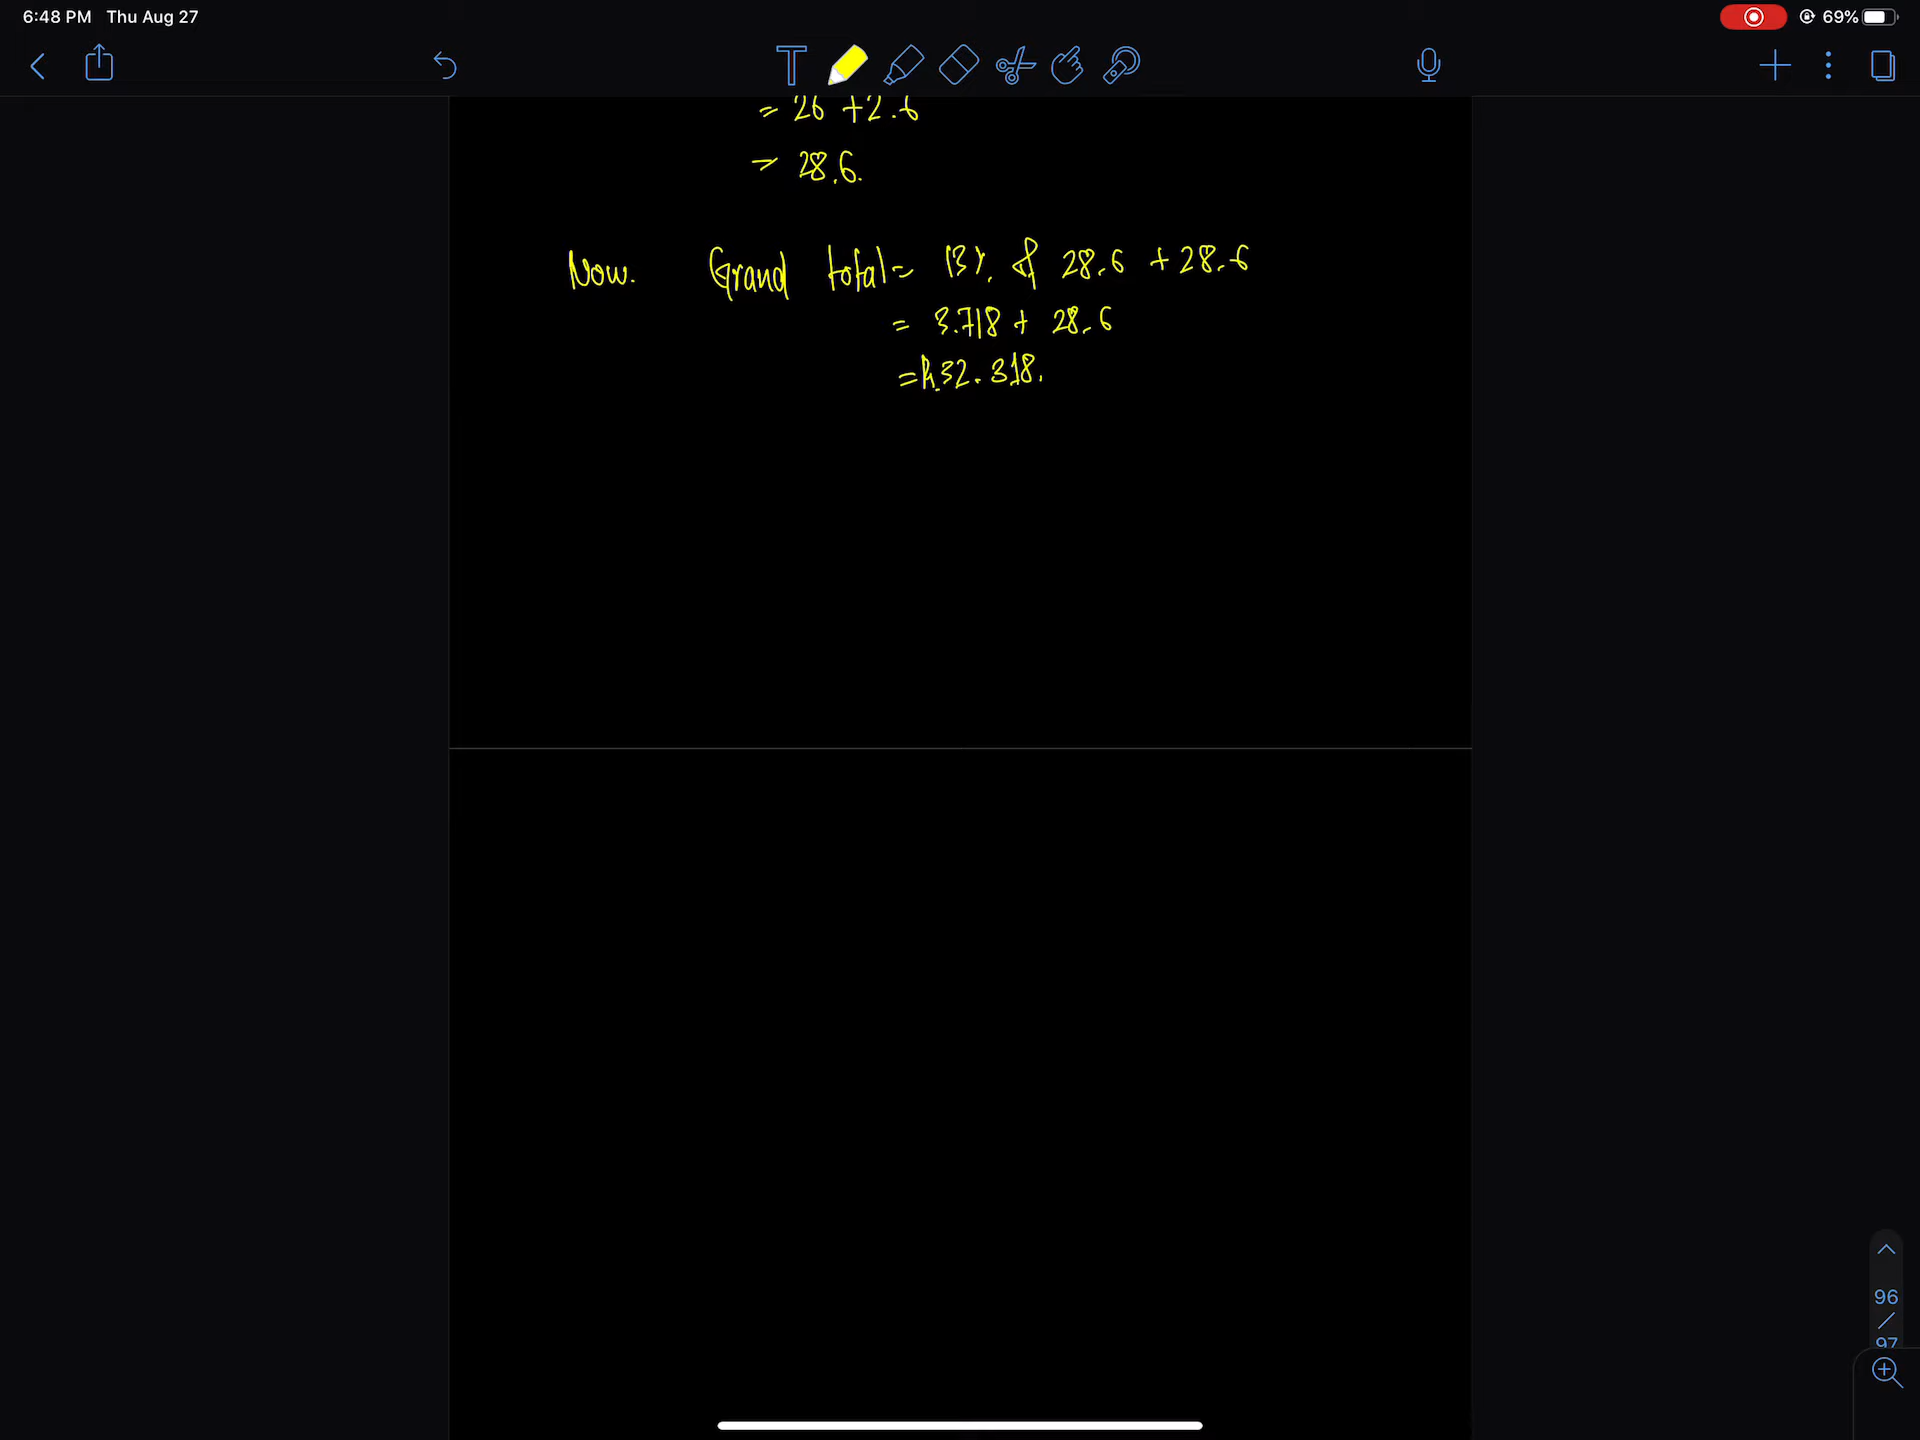 6:48 PM Thu Aug 27
69%
= 26 + 2.6
= 28.6.
Now. Grand total = 13% of 28.6 + 28.6
= 3.718 + 28.6
= Rs.32.318.
96
/
97